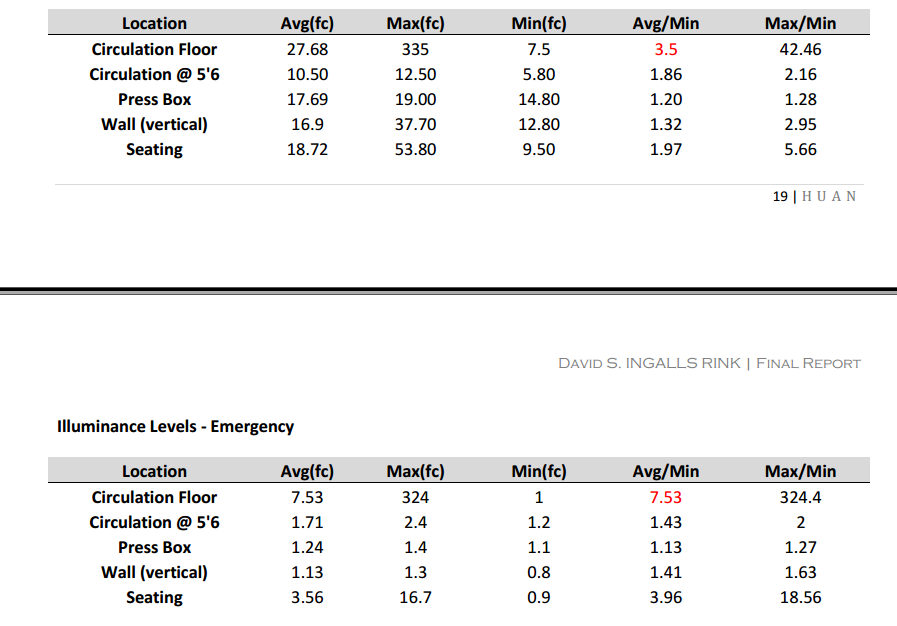 Location Avg(fc) Max(fc) Min(fc) Avg/Min Max/Min
Circulation Floor 27.68 335 7.5 3.5 42.46
Circulation @ 5'6 10.50 12.50 5.80 1.86 2.16
Press Box 17.69 19.00 14.80 1.20 1.28
Wall (vertical) 16.9 37.70 12.80 1.32 2.95
Seating 18.72 53.80 9.50 1.97 5.66
19 | H U A N
DAVID S. INGALLS RINK | FINAL REPORT
Illuminance Levels - Emergency
Location Avg(fc) Max(fc) Min(fc) Avg/Min Max/Min
Circulation Floor 7.53 324 1 7.53 324.4
Circulation @ 5'6 1.71 2.4 1.2 1.43 2
Press Box 1.24 1.4 1.1 1.13 1.27
Wall (vertical) 1.13 1.3 0.8 1.41 1.63
Seating 3.56 16.7 0.9 3.96 18.56